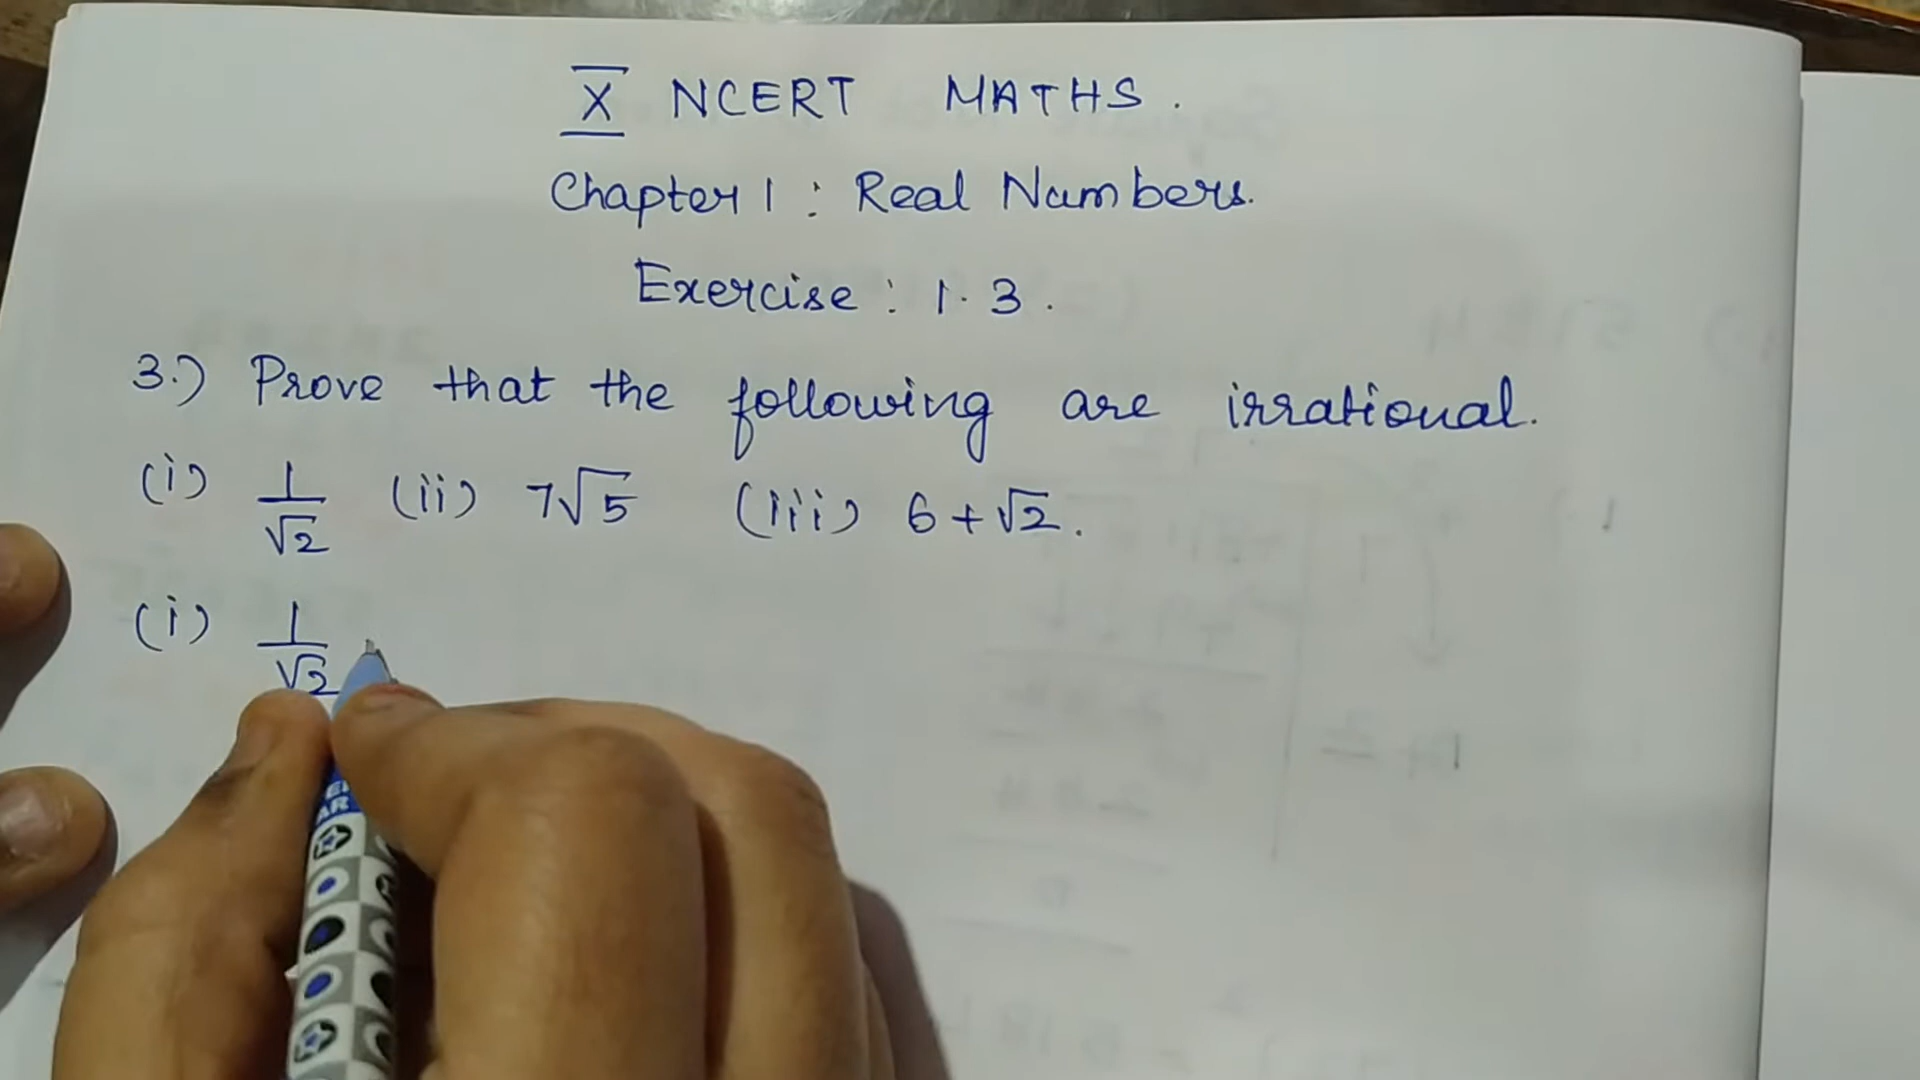 X NCERT MATHS.
Chapter 1 : Real Numbers.
Exercise : 1.3.
3.) Prove that the following are irrational.
(i) 1/√2 (ii) 7√5 (iii) 6+√2.
(i) 1/√2